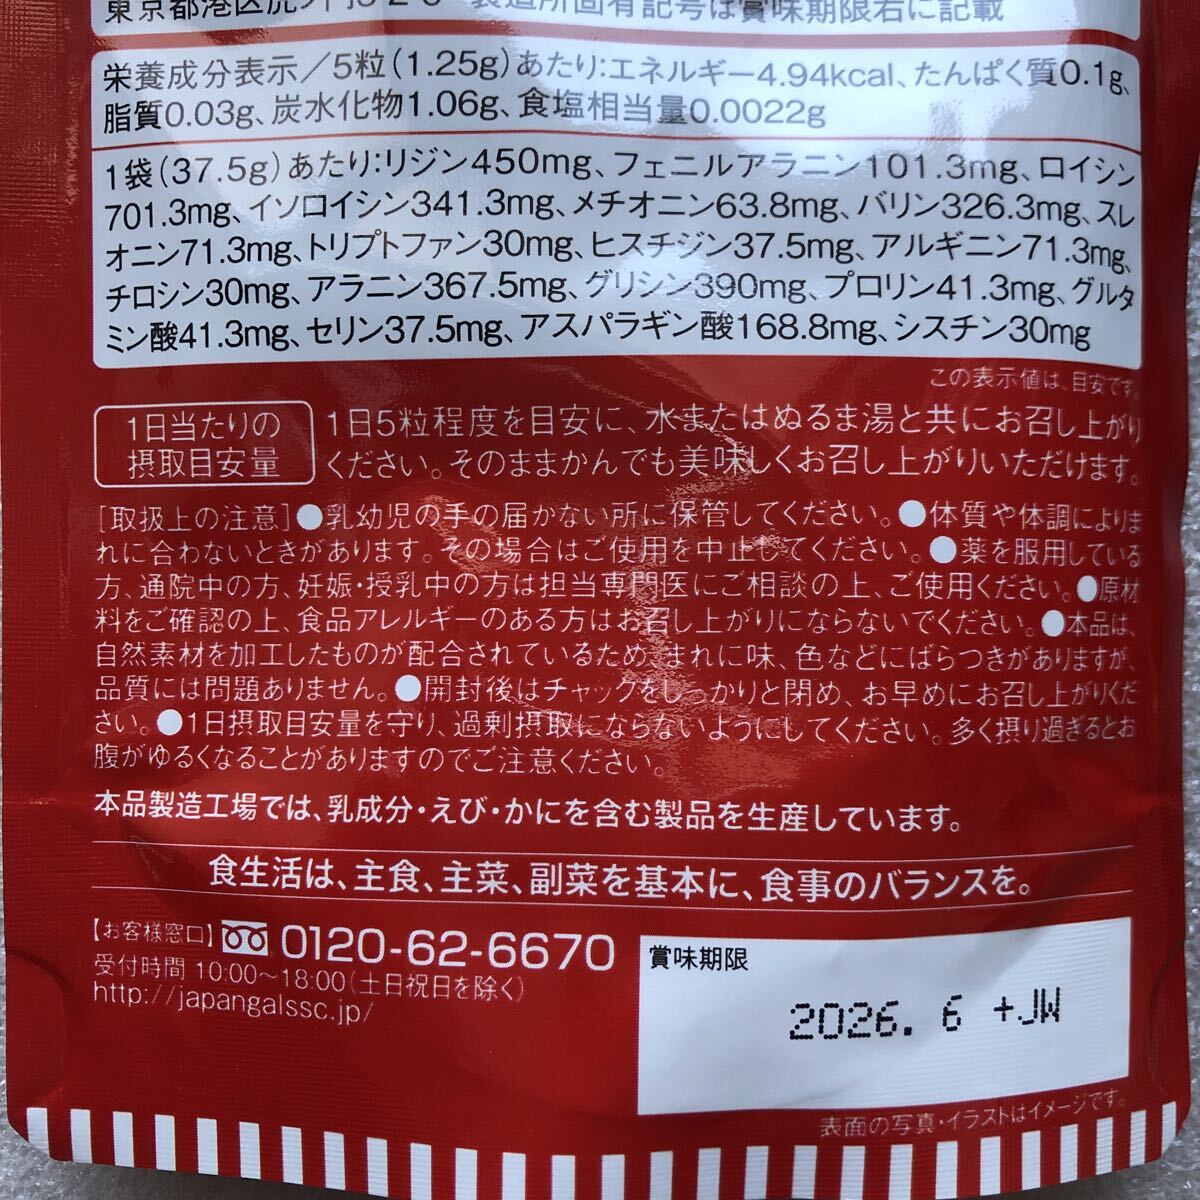 東京都港区虎ノ門3-2-6 製造所固有記号は賞味期限右に記載
栄養成分表示／5粒(1.25g)あたり:エネルギー4.94kcal、たんぱく質0.1g、
脂質0.03g、炭水化物1.06g、食塩相当量0.0022g
1袋(37.5g)あたり:リジン450mg、フェニルアラニン101.3mg、ロイシン
701.3mg、イソロイシン341.3mg、メチオニン63.8mg、バリン326.3mg、スレ
オニン71.3mg、トリプトファン30mg、ヒスチジン37.5mg、アルギニン71.3mg、
チロシン30mg、アラニン367.5mg、グリシン390mg、プロリン41.3mg、グルタ
ミン酸41.3mg、セリン37.5mg、アスパラギン酸168.8mg、シスチン30mg
この表示値は、目安です。
1日当たりの
摂取目安量
1日5粒程度を目安に、水またはぬるま湯と共にお召し上がり
ください。そのままかんでも美味しくお召し上がりいただけます。
[取扱上の注意]●乳幼児の手の届かない所に保管してください。●体質や体調によりま
れに合わないときがあります。その場合はご使用を中止してください。●薬を服用している
方、通院中の方、妊娠・授乳中の方は担当専門医にご相談の上、ご使用ください。●原材
料をご確認の上、食品アレルギーのある方はお召し上がりにならないでください。●本品は、
自然素材を加工したものが配合されているため、まれに味、色などにばらつきがありますが、
品質には問題ありません。●開封後はチャックをしっかりと閉め、お早めにお召し上がりくだ
さい。●1日摂取目安量を守り、過剰摂取にならないようにしてください。多く摂り過ぎるとお
腹がゆるくなることがありますのでご注意ください。
本品製造工場では、乳成分・えび・かにを含む製品を生産しています。
食生活は、主食、主菜、副菜を基本に、食事のバランスを。
【お客様窓口】0120-62-6670
受付時間 10:00〜18:00(土日祝日を除く)
http://japangalssc.jp/
賞味期限
2026. 6 +JW
表面の写真・イラストはイメージです。